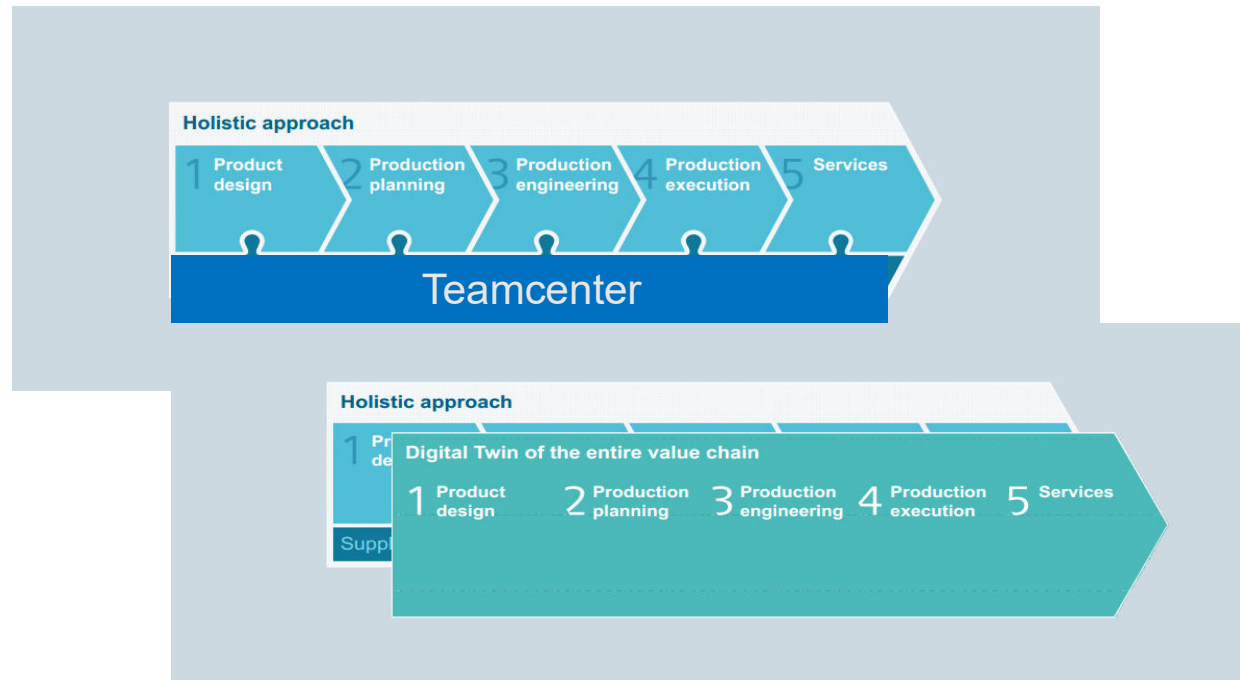 Holistic approach
1 Product design
2 Production planning
3 Production engineering
4 Production execution
5 Services
Teamcenter
Holistic approach
1
Digital Twin of the entire value chain
1 Product design
2 Production planning
3 Production engineering
4 Production execution
5 Services